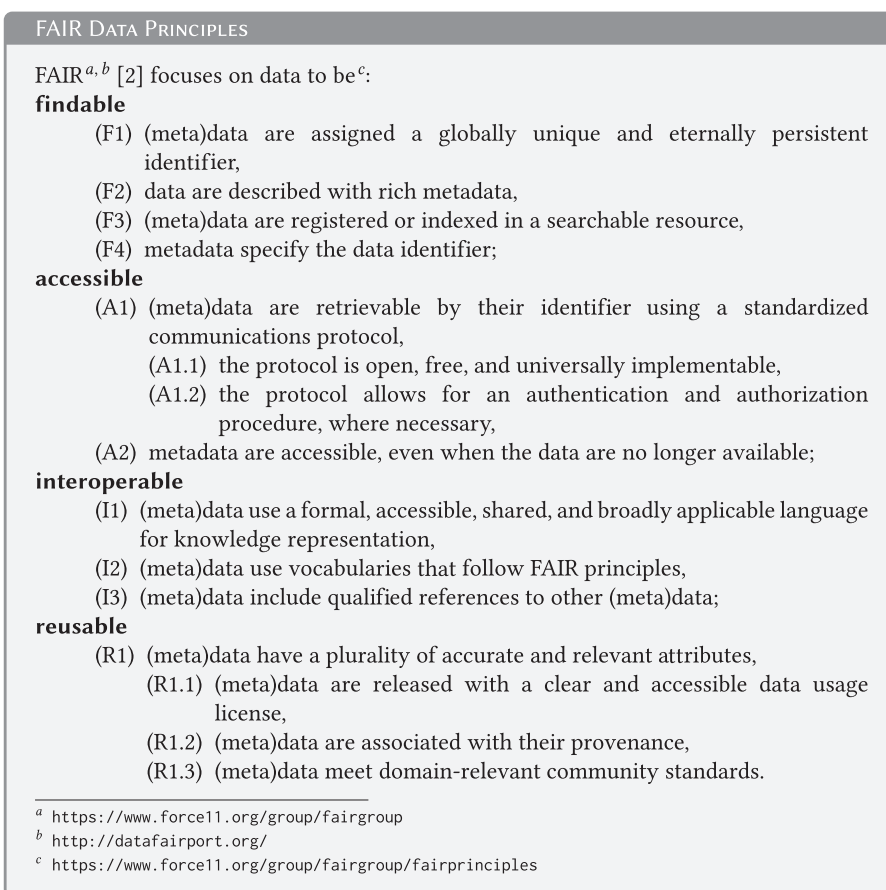 FAIR DATA PRINCIPLES
FAIR a, b [2] focuses on data to be c:
findable
(F1) (meta)data are assigned a globally unique and eternally persistent
identifier,
(F2) data are described with rich metadata,
(F3) (meta)data are registered or indexed in a searchable resource,
(F4) metadata specify the data identifier;
accessible
(A1) (meta)data are retrievable by their identifier using a standardized
communications protocol,
(A1.1) the protocol is open, free, and universally implementable,
(A1.2) the protocol allows for an authentication and authorization
procedure, where necessary,
(A2) metadata are accessible, even when the data are no longer available;
interoperable
(I1) (meta)data use a formal, accessible, shared, and broadly applicable language
for knowledge representation,
(I2) (meta)data use vocabularies that follow FAIR principles,
(I3) (meta)data include qualified references to other (meta)data;
reusable
(R1) (meta)data have a plurality of accurate and relevant attributes,
(R1.1) (meta)data are released with a clear and accessible data usage
license,
(R1.2) (meta)data are associated with their provenance,
(R1.3) (meta)data meet domain-relevant community standards.
a https://www.force11.org/group/fairgroup
b http://datafairport.org/
c https://www.force11.org/group/fairgroup/fairprinciples